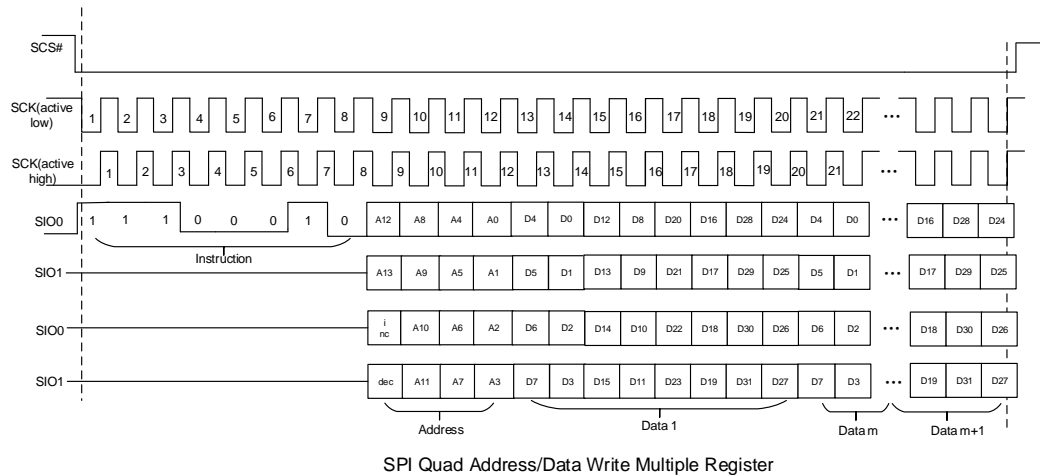 SCS#
SCK(active
low)
1 2 3 4 5 6 7 8 9 10 11 12 13 14 15 16 17 18 19 20 21 22 •••
SCK(active
high)
1 2 3 4 5 6 7 8 9 10 11 12 13 14 15 16 17 18 19 20 21 •••
SIO0 1 1 1 0 0 0 1 0 A12 A8 A4 A0 D4 D0 D12 D8 D20 D16 D28 D24 D4 D0 ••• D16 D28 D24
Instruction
SIO1 A13 A9 A5 A1 D5 D1 D13 D9 D21 D17 D29 D25 D5 D1 ••• D17 D29 D25
SIO0 i
nc A10 A6 A2 D6 D2 D14 D10 D22 D18 D30 D26 D6 D2 ••• D18 D30 D26
SIO1 dec A11 A7 A3 D7 D3 D15 D11 D23 D19 D31 D27 D7 D3 ••• D19 D31 D27
Address Data 1 Data m Data m+1
SPI Quad Address/Data Write Multiple Register